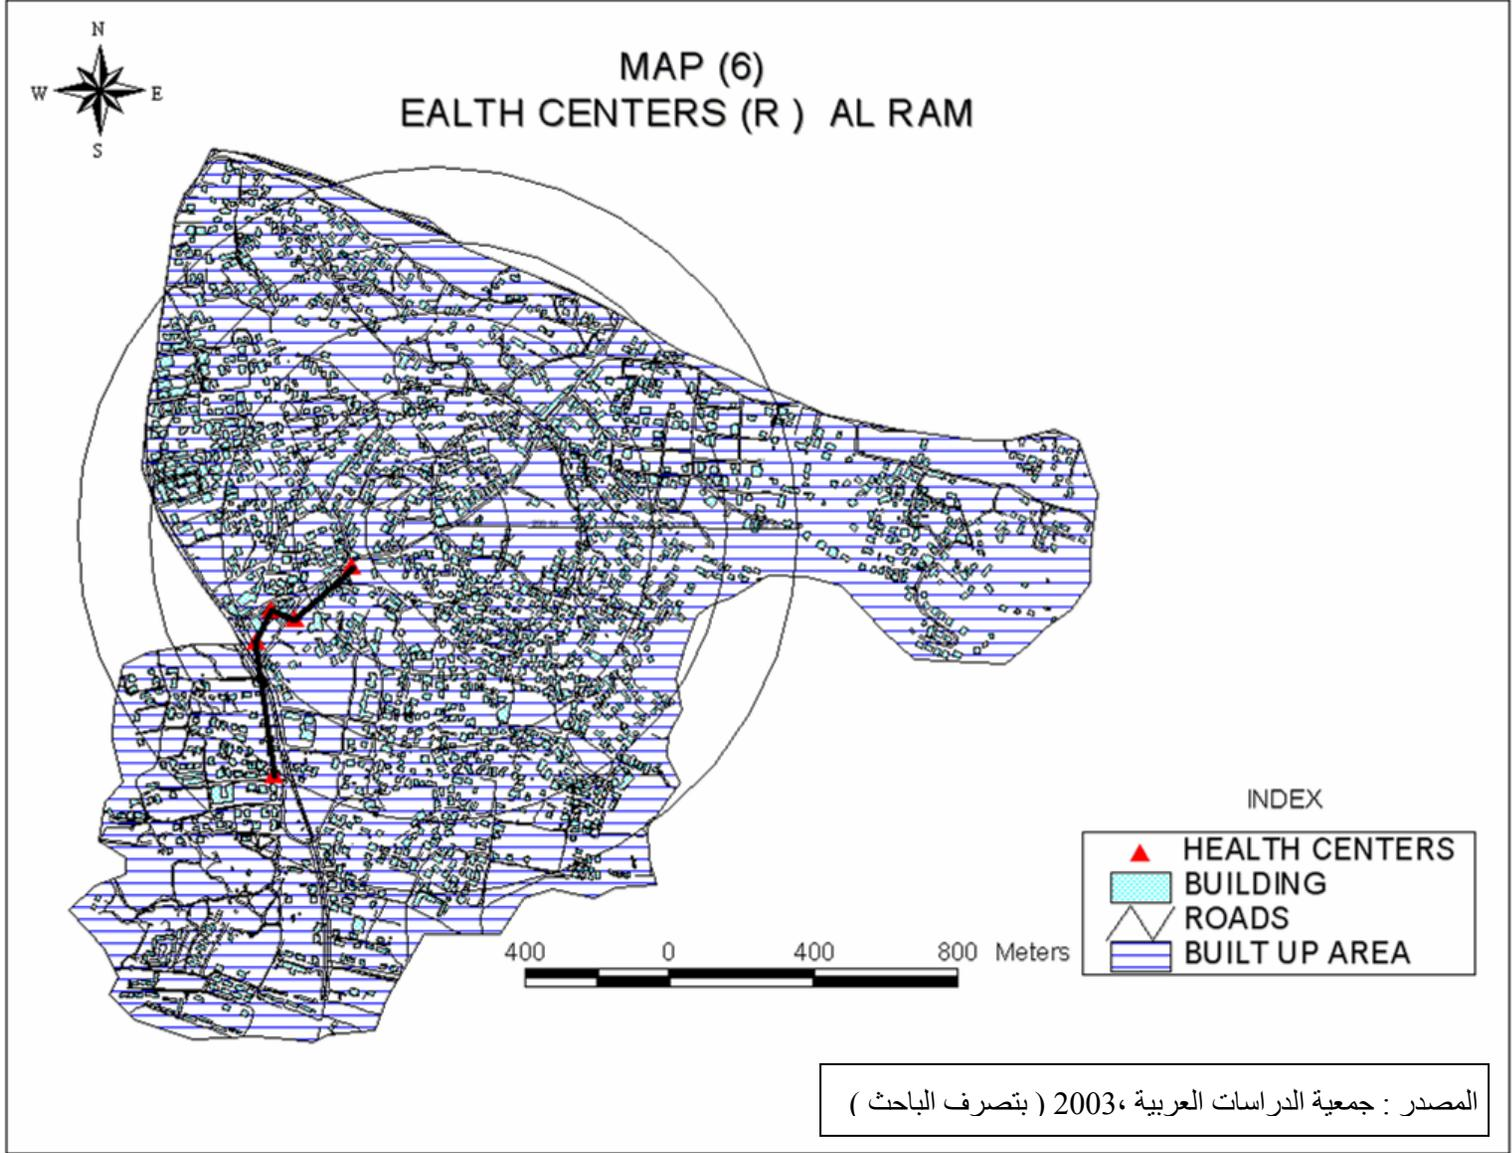 N
W E
S
MAP (6)
EALTH CENTERS (R ) AL RAM
INDEX
HEALTH CENTERS
BUILDING
ROADS
BUILT UP AREA
400 0 400 800 Meters
المصدر : جمعية الدراسات العربية ،2003 ( بتصرف الباحث )